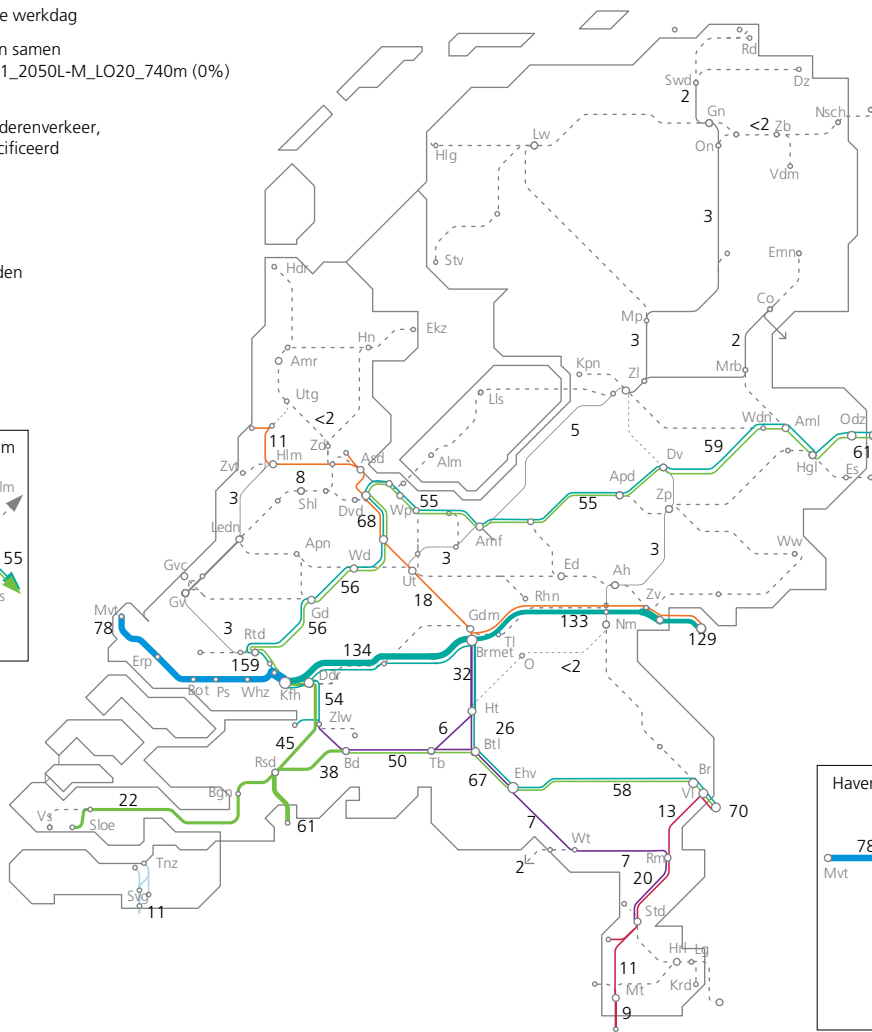 e werkdag
n samen
1_2050L-M_LO20_740m (0%)
derenverkeer,
cificeerd
den
m
lm
55
s
Rd
Swd
Dz
2
Gn
Nsch
<2
Zb
On
Vdm
Lw
Hlg
3
Stv
Emn
Hdr
Co
Mp
Ekz
Hn
3
2
Amr
Kpn
Zl
Mrb
Utg
Lls
<2
5
Wdn
Aml
Odz
11
Zd
59
61
Zvt
Hlm
Asd
Alm
Dv
Hgl
Es
8
Apd
3
Shl
Dvd
Wp
55
55
Zp
68
Ledn
Amf
Apn
3
3
Ww
Wd
Gvc
56
Ut
Ed
Ah
Gv
18
Rhn
Zv
Mvt
Gd
Gdm
133
78
56
Nm
129
3
Rtd
134
Tl
Erp
159
Brmet
O
<2
Bot
Ps
Whz
Kfh
Ddr
32
54
Zlw
6
Ht
26
45
Btl
Rsd
38
Bd
50
Tb
67
Ehv
58
Br
Bgn
Vl
70
22
13
Vs
Sloe
61
7
Wt
Haven
78
Mvt
2
7
Rm
Tnz
20
Svg
11
Std
Hrl
Lg
11
Krd
Mt
9